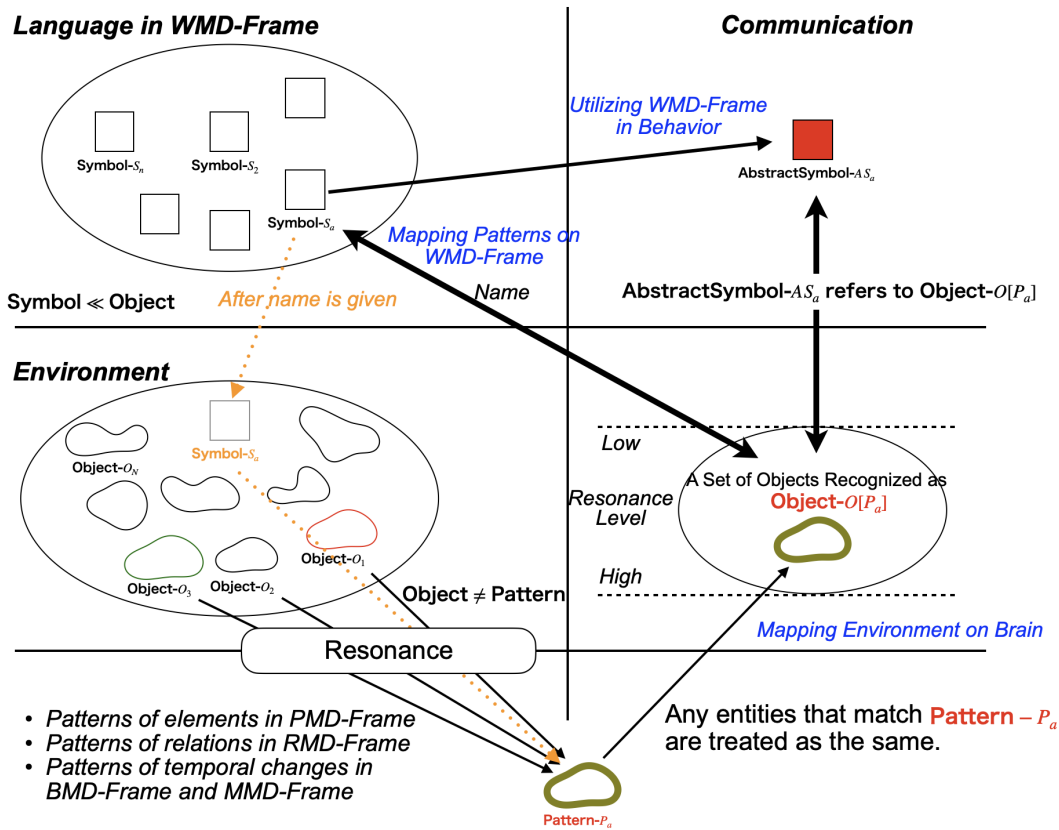 Language in WMD-Frame
Communication
Utilizing WMD-Frame
in Behavior
Symbol-Sₙ
Symbol-S₂
AbstractSymbol-ASₐ
Symbol-Sₐ
Mapping Patterns on
WMD-Frame
Name
Symbol ≪ Object
After name is given
AbstractSymbol-ASₐ refers to Object-O[Pₐ]
Environment
Symbol-Sₐ
Object-O_N
Low
A Set of Objects Recognized as
Object-O[Pₐ]
Resonance
Level
High
Object-O₁
Object-O₂
Object-O₃
Object ≠ Pattern
Resonance
Mapping Environment on Brain
• Patterns of elements in PMD-Frame
• Patterns of relations in RMD-Frame
• Patterns of temporal changes in
BMD-Frame and MMD-Frame
Any entities that match Pattern – Pₐ
are treated as the same.
Pattern-Pₐ